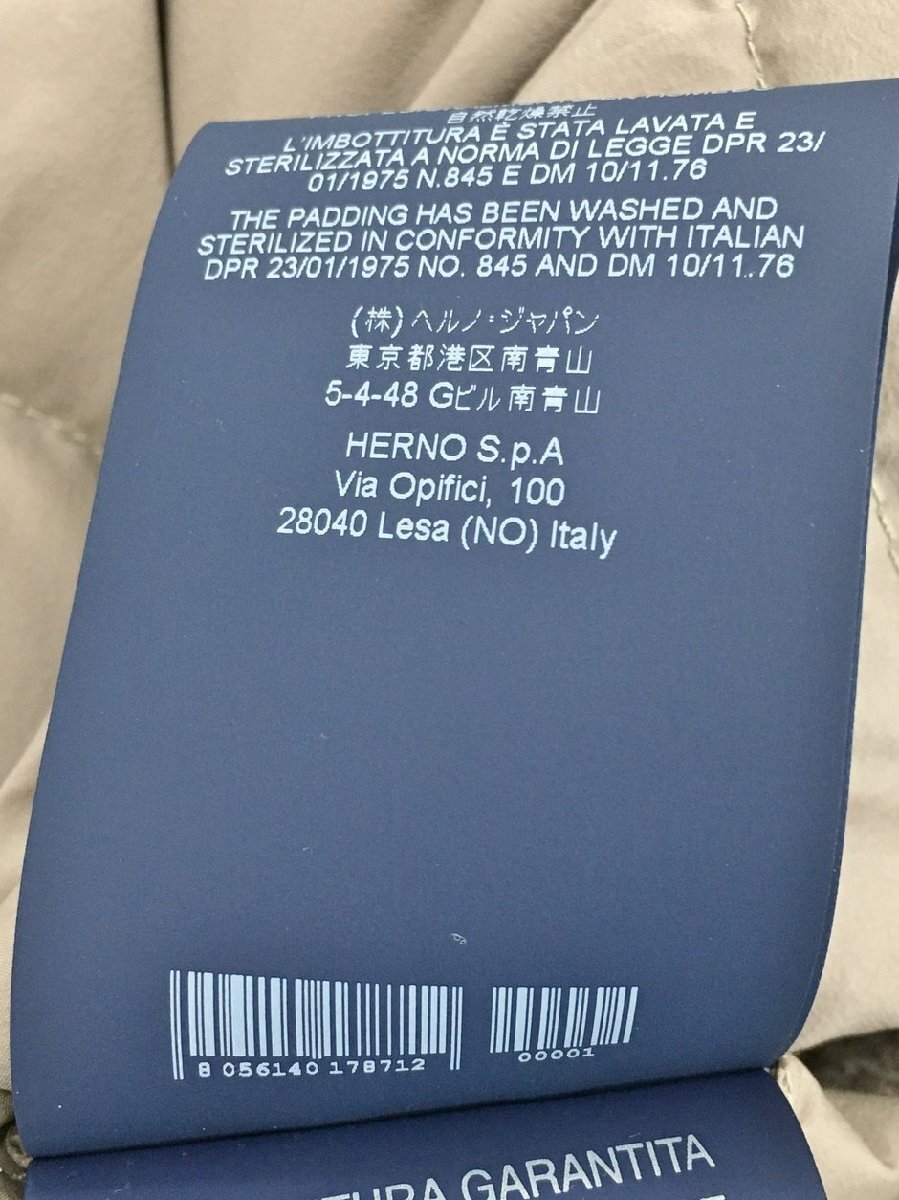 自然乾燥禁止
L'IMBOTTITURA È STATA LAVATA E
STERILIZZATA A NORMA DI LEGGE DPR 23/
01/1975 N.845 E DM 10/11.76
THE PADDING HAS BEEN WASHED AND
STERILIZED IN CONFORMITY WITH ITALIAN
DPR 23/01/1975 NO. 845 AND DM 10/11.76
(株)ヘルノ・ジャパン
東京都港区南青山
5-4-48 Gビル南青山
HERNO S.p.A
Via Opifici, 100
28040 Lesa (NO) Italy
8 056140 178712
00001
GARANTITA